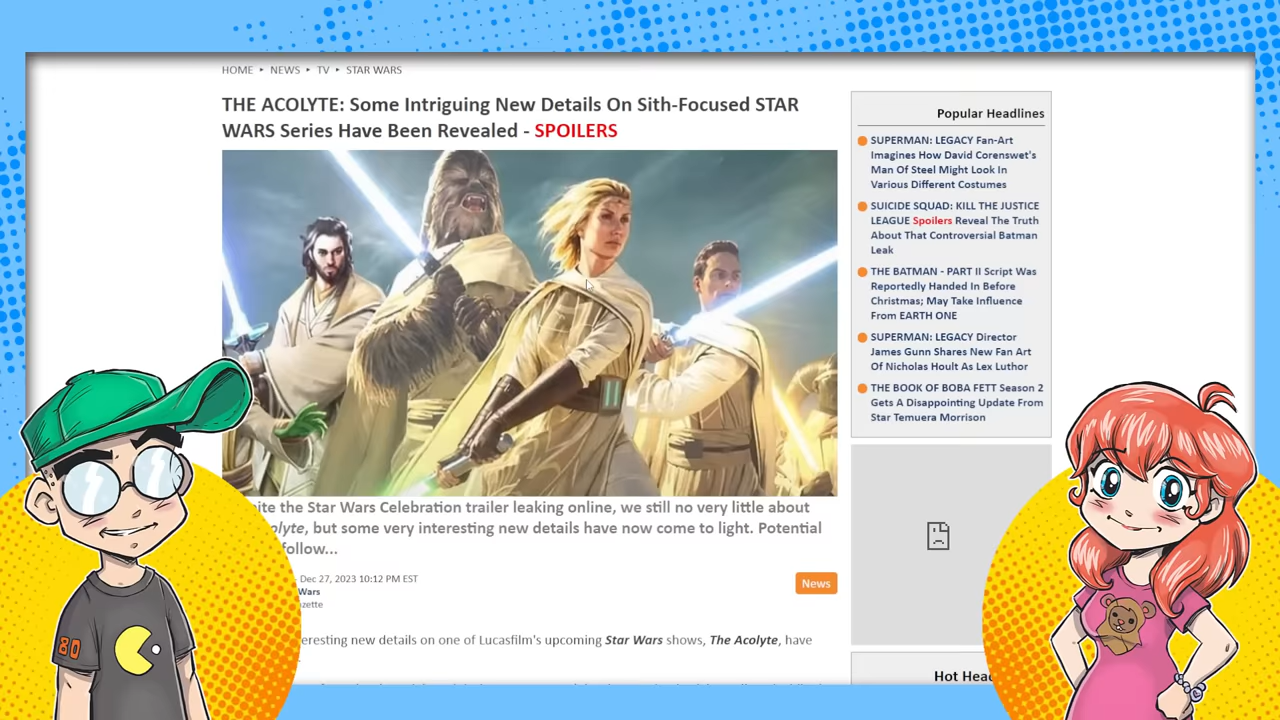 HOME ‣ NEWS ‣ TV ‣ STAR WARS
THE ACOLYTE: Some Intriguing New Details On Sith-Focused STAR
WARS Series Have Been Revealed - SPOILERS
ite the Star Wars Celebration trailer leaking online, we still no very little about
olyte, but some very interesting new details have now come to light. Potential
follow...
- Dec 27, 2023 10:12 PM EST
Wars
zette
News
eresting new details on one of Lucasfilm's upcoming Star Wars shows, The Acolyte, have
Popular Headlines
SUPERMAN: LEGACY Fan-Art
Imagines How David Corenswet's
Man Of Steel Might Look In
Various Different Costumes
SUICIDE SQUAD: KILL THE JUSTICE
LEAGUE Spoilers Reveal The Truth
About That Controversial Batman
Leak
THE BATMAN - PART II Script Was
Reportedly Handed In Before
Christmas; May Take Influence
From EARTH ONE
SUPERMAN: LEGACY Director
James Gunn Shares New Fan Art
Of Nicholas Hoult As Lex Luthor
THE BOOK OF BOBA FETT Season 2
Gets A Disappointing Update From
Star Temuera Morrison
Hot Head
80